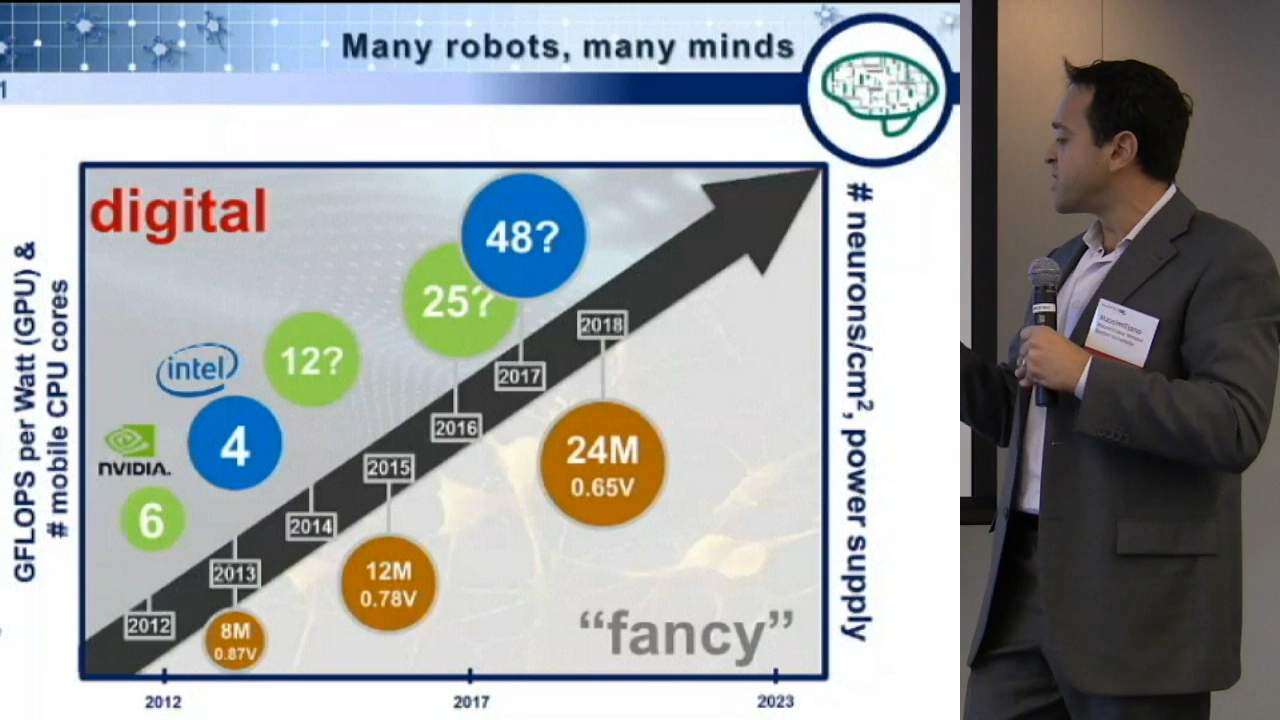 Many robots, many minds
1
digital
48?
25?
12?
intel
4
NVIDIA.
6
2018
2017
2016
2015
2014
2013
2012
24M
0.65V
12M
0.78V
8M
0.87V
"fancy"
GFLOPS per Watt (GPU) &
# mobile CPU cores
# neurons/cm², power supply
2012
2017
2023
Massimiliano